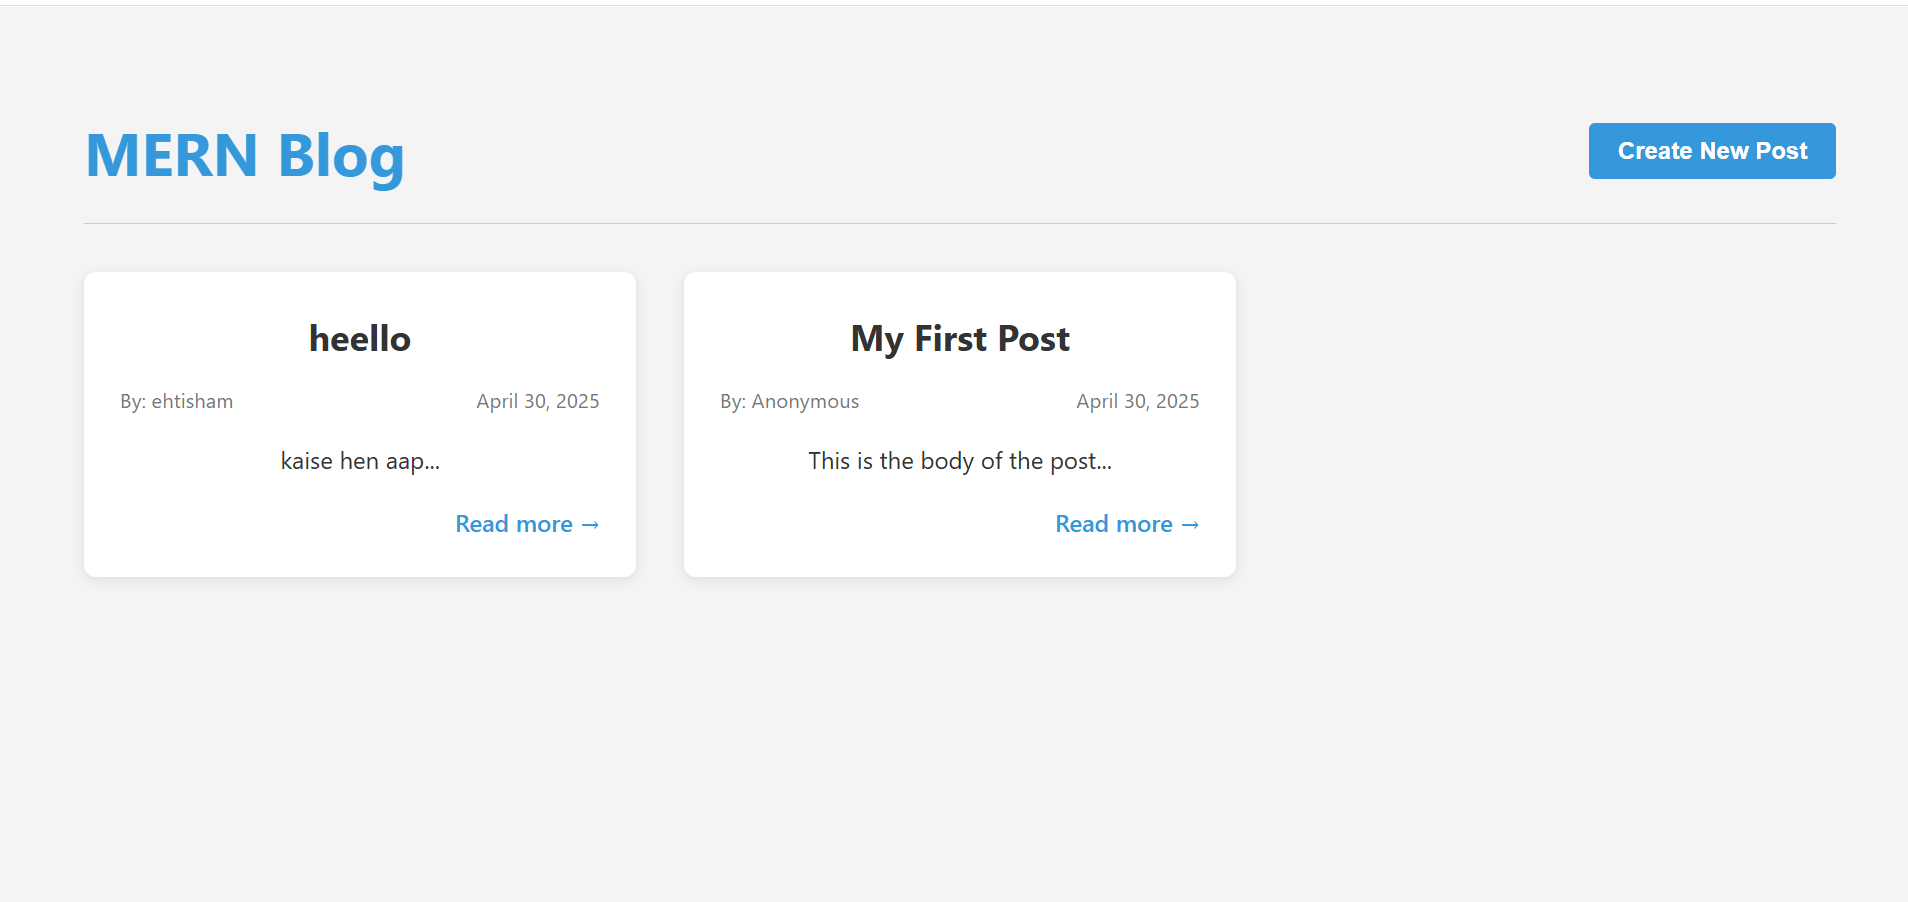 MERN Blog
Create New Post
heello
By: ehtisham April 30, 2025
kaise hen aap...
Read more →
My First Post
By: Anonymous April 30, 2025
This is the body of the post...
Read more →